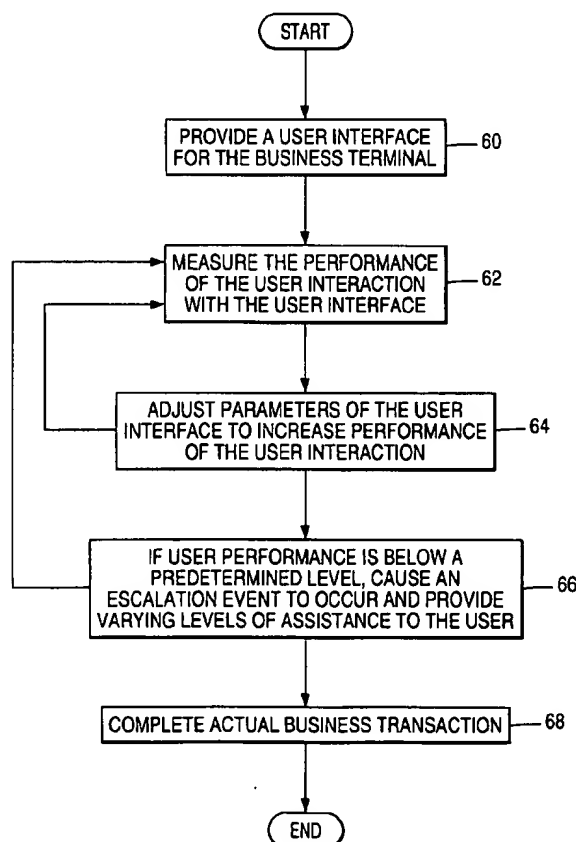 START
PROVIDE A USER INTERFACE
FOR THE BUSINESS TERMINAL
60
MEASURE THE PERFORMANCE
OF THE USER INTERACTION
WITH THE USER INTERFACE
62
ADJUST PARAMETERS OF THE USER
INTERFACE TO INCREASE PERFORMANCE
OF THE USER INTERACTION
64
IF USER PERFORMANCE IS BELOW A
PREDETERMINED LEVEL, CAUSE AN
ESCALATION EVENT TO OCCUR AND PROVIDE
VARYING LEVELS OF ASSISTANCE TO THE USER
66
COMPLETE ACTUAL BUSINESS TRANSACTION
68
END